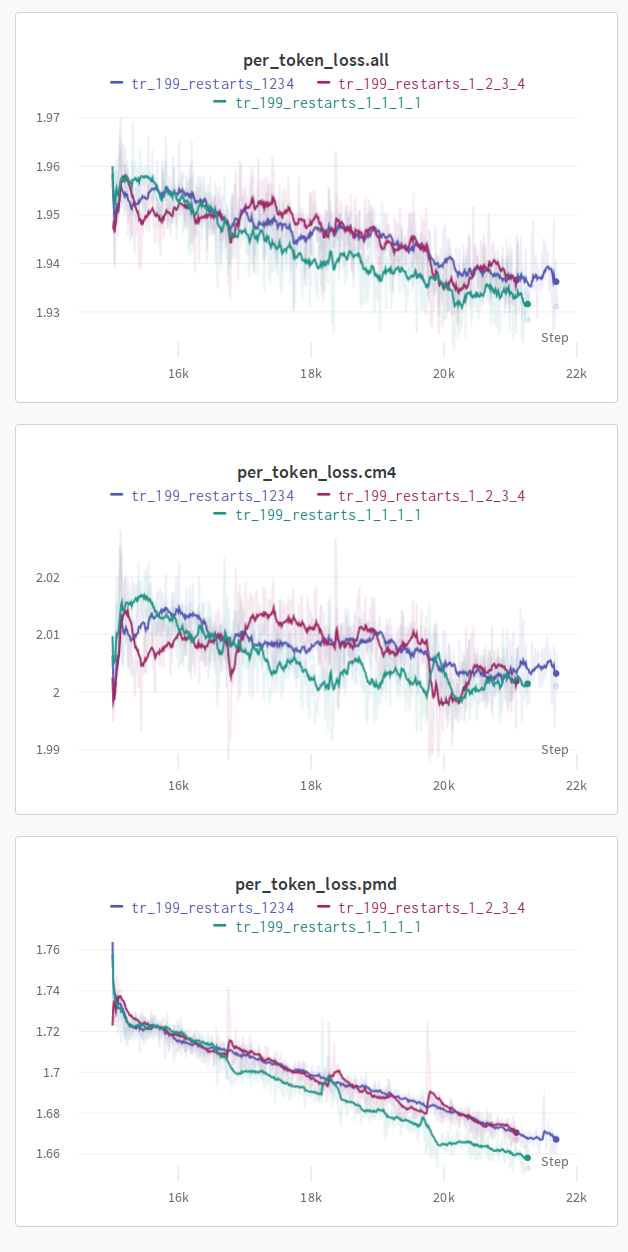 per_token_loss.all
tr_199_restarts_1234 tr_199_restarts_1_2_3_4
tr_199_restarts_1_1_1_1
1.97
1.96
1.95
1.94
1.93
Step
16k 18k 20k 22k
per_token_loss.cm4
tr_199_restarts_1234 tr_199_restarts_1_2_3_4
tr_199_restarts_1_1_1_1
2.02
2.01
2
1.99
Step
16k 18k 20k 22k
per_token_loss.pmd
tr_199_restarts_1234 tr_199_restarts_1_2_3_4
tr_199_restarts_1_1_1_1
1.76
1.74
1.72
1.7
1.68
1.66
Step
16k 18k 20k 22k